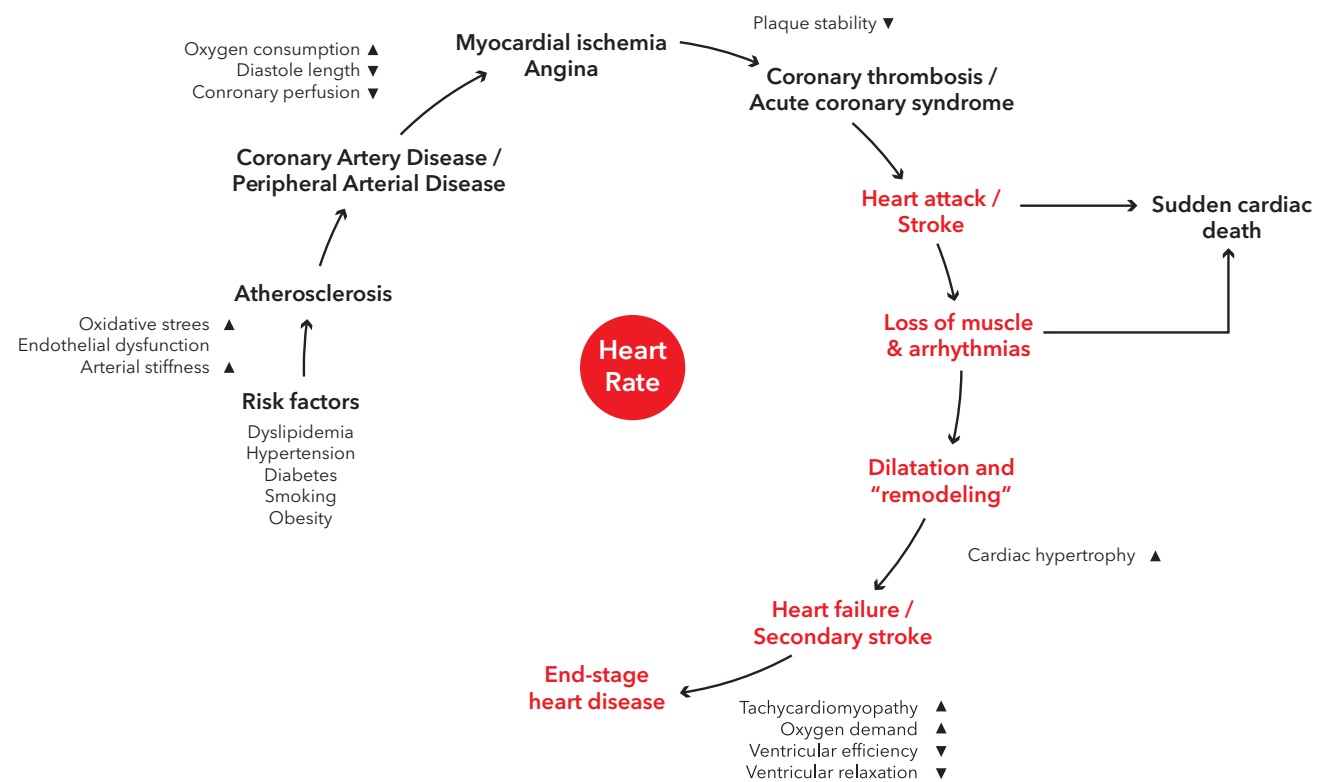 Plaque stability ▼
Oxygen consumption ▲
Diastole length ▼
Conronary perfusion ▼
Myocardial ischemia
Angina
Coronary thrombosis /
Acute coronary syndrome
Coronary Artery Disease /
Peripheral Arterial Disease
Heart attack /
Stroke
Sudden cardiac
death
Atherosclerosis
Oxidative strees ▲
Endothelial dysfunction
Arterial stiffness ▲
Loss of muscle
& arrhythmias
Heart
Rate
Risk factors
Dyslipidemia
Hypertension
Diabetes
Smoking
Obesity
Dilatation and
“remodeling”
Cardiac hypertrophy ▲
Heart failure /
Secondary stroke
End-stage
heart disease
Tachycardiomyopathy ▲
Oxygen demand ▲
Ventricular efficiency ▼
Ventricular relaxation ▼